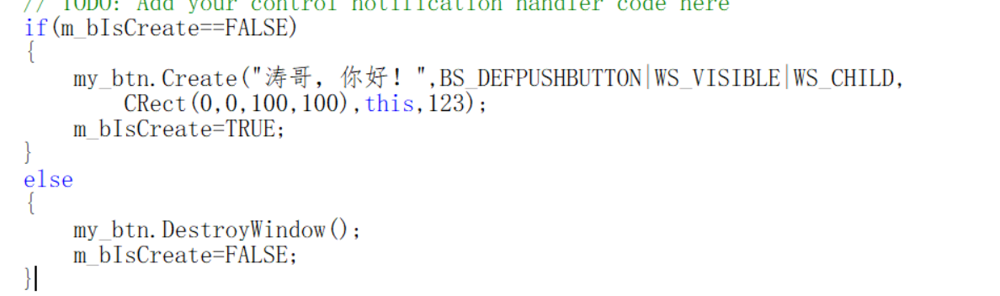 // TODO: Add your control notification handler code here
if(m_bIsCreate==FALSE)
{
my_btn.Create("涛哥，你好！",BS_DEFPUSHBUTTON|WS_VISIBLE|WS_CHILD,
CRect(0,0,100,100),this,123);
m_bIsCreate=TRUE;
}
else
{
my_btn.DestroyWindow();
m_bIsCreate=FALSE;
}